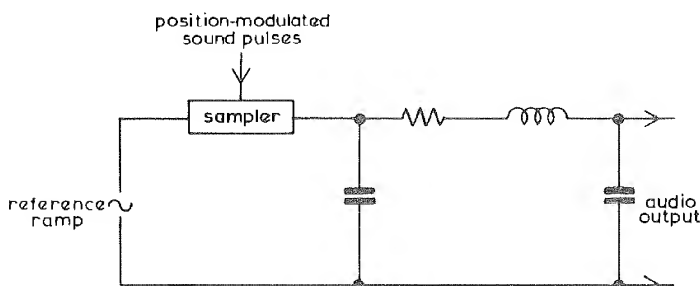 position-modulated
sound pulses
sampler
reference
ramp
audio
output